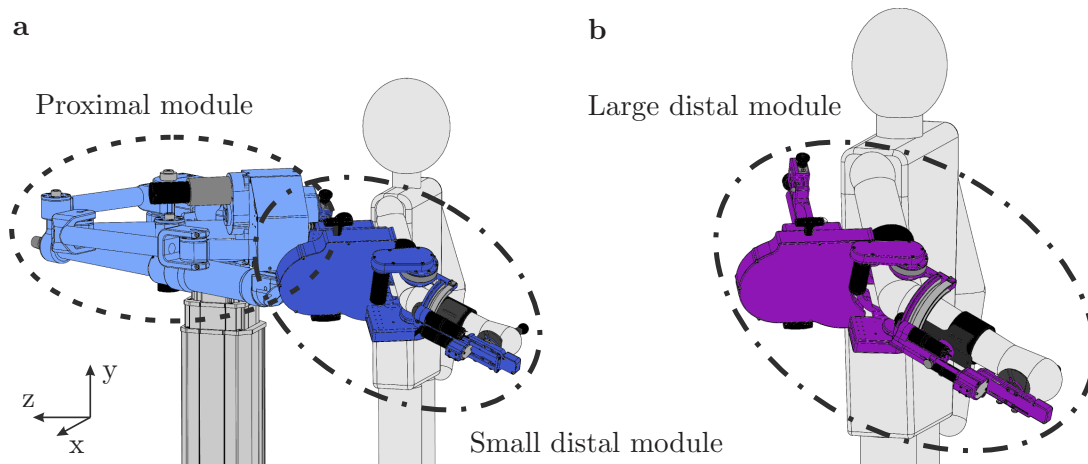 a
b
Proximal module
Large distal module
y
z
x
Small distal module